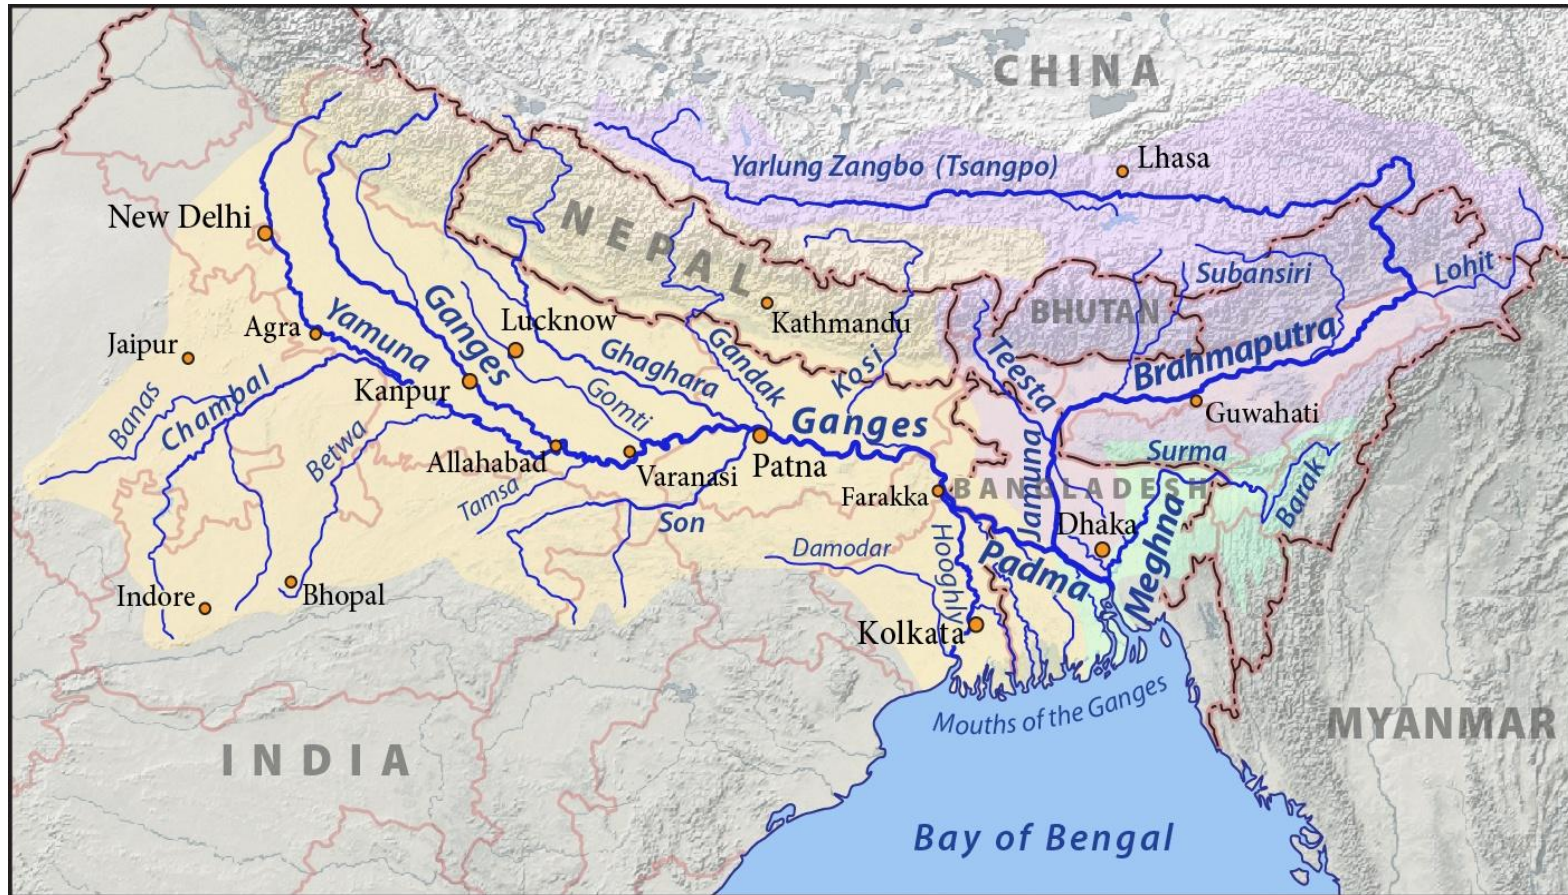 CHINA
Yarlung Zangbo (Tsangpo)
Lhasa
New Delhi
NEPAL
Subansiri
Lohit
BHUTAN
Kathmandu
Ganges
Lucknow
Agra
Yamuna
Jaipur
Ghaghara
Gandak
Kosi
Teesta
Brahmaputra
Banas
Chambal
Kanpur
Gomti
Ganges
Guwahati
Betwa
Allahabad
Varanasi
Patna
Surma
Tamsa
Farakka
BANGLADESH
Jamuna
Barak
Son
Dhaka
Damodar
Hooghly
Padma
Meghna
Indore
Bhopal
Kolkata
Mouths of the Ganges
INDIA
MYANMAR
Bay of Bengal